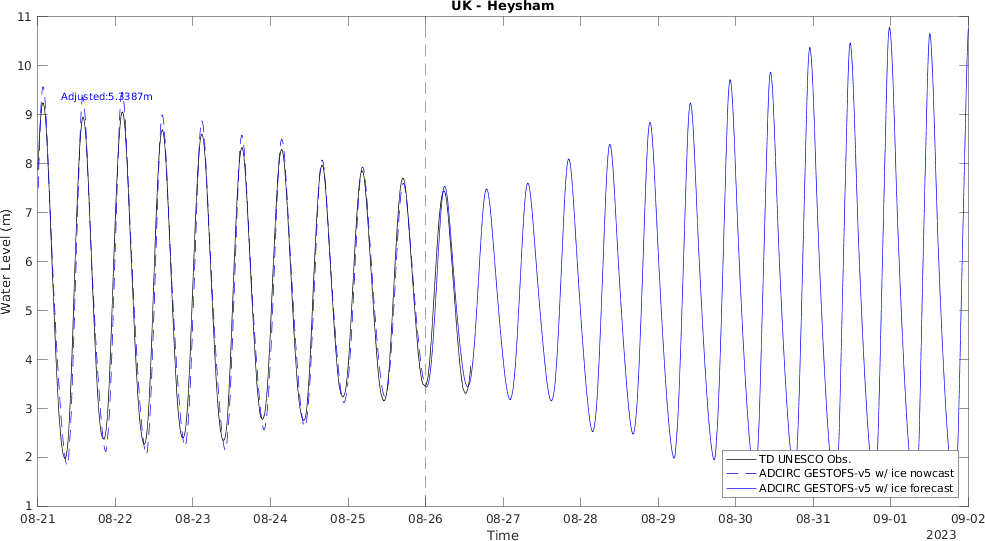 UK - Heysham
Water Level (m)
11
10
9
8
7
6
5
4
3
2
1
Adjusted:5.3387m
TD UNESCO Obs.
ADCIRC GESTOFS-v5 w/ ice nowcast
ADCIRC GESTOFS-v5 w/ ice forecast
08-21 08-22 08-23 08-24 08-25 08-26 08-27 08-28 08-29 08-30 08-31 09-01 09-02
Time
2023